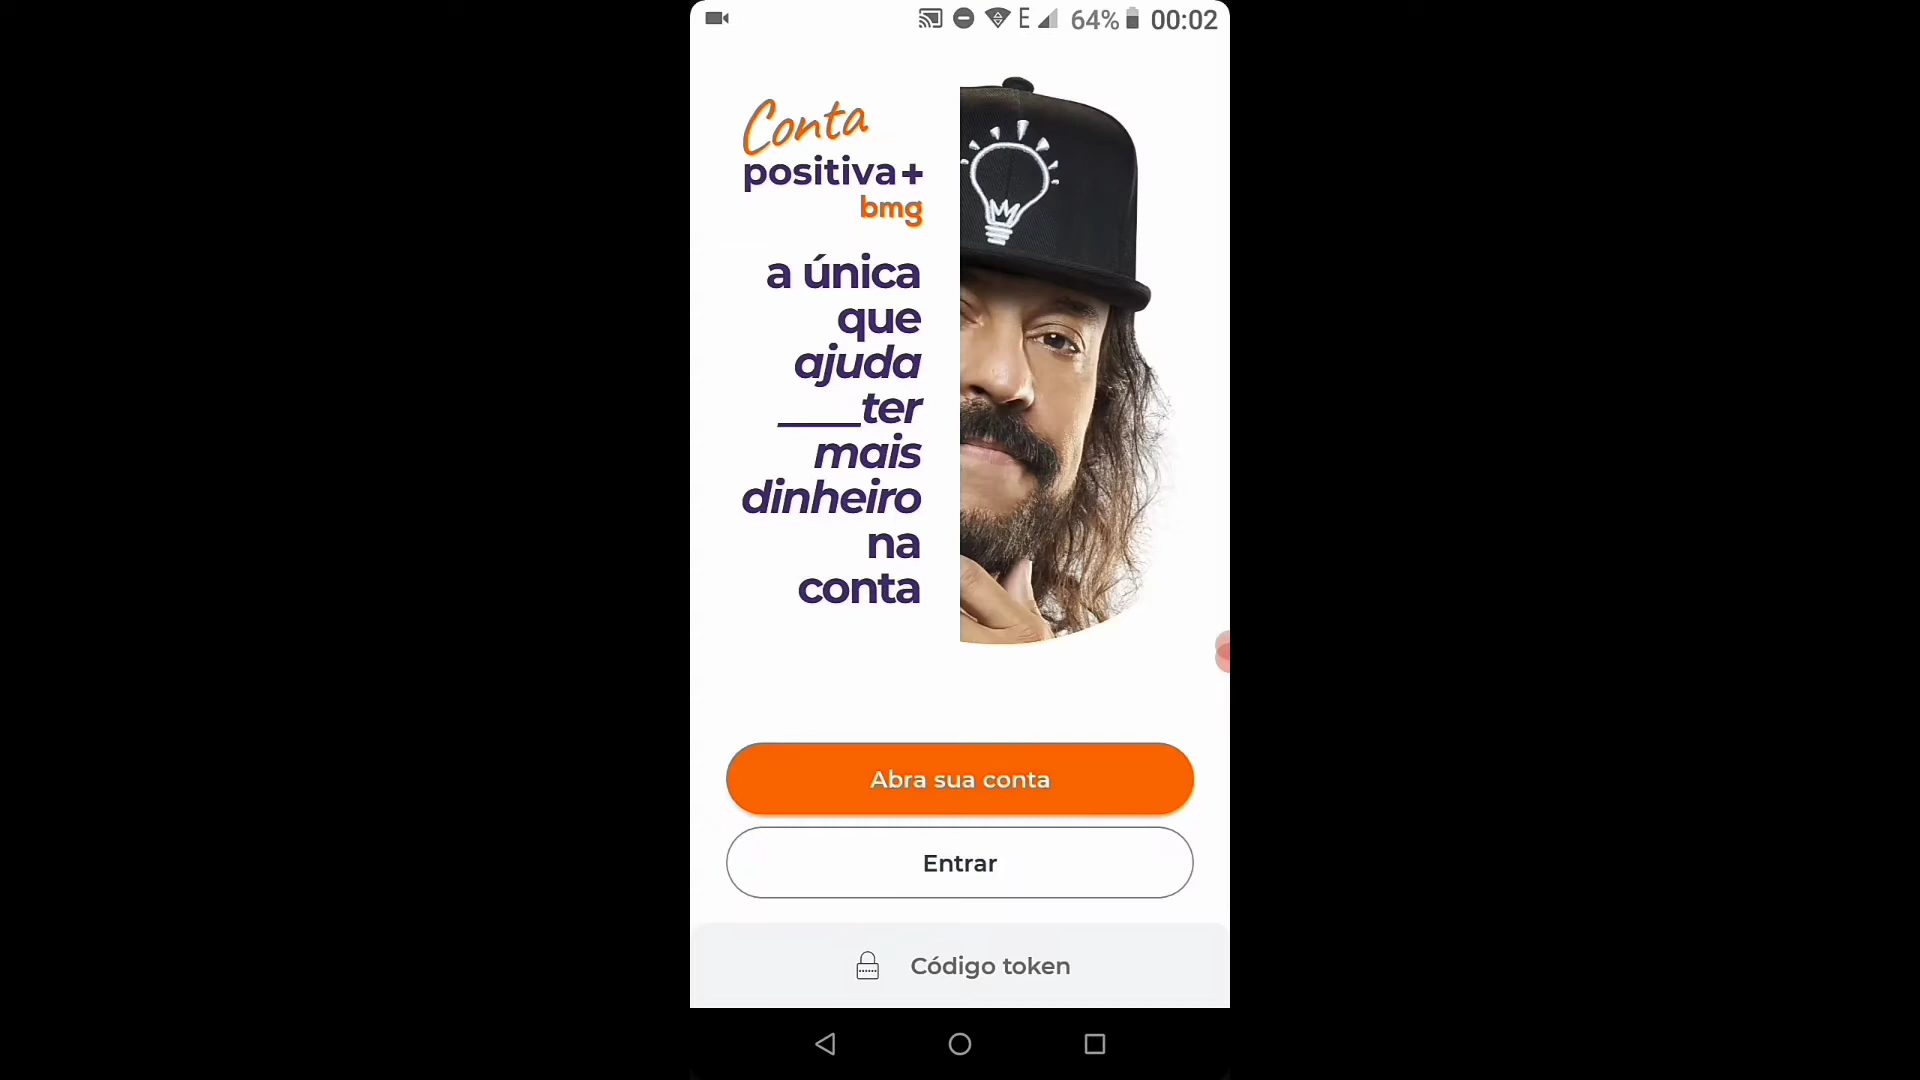 E 64% 00:02
Conta
positiva+
bmg
a única
que
ajuda
____ter
mais
dinheiro
na
conta
Abra sua conta
Entrar
Código token